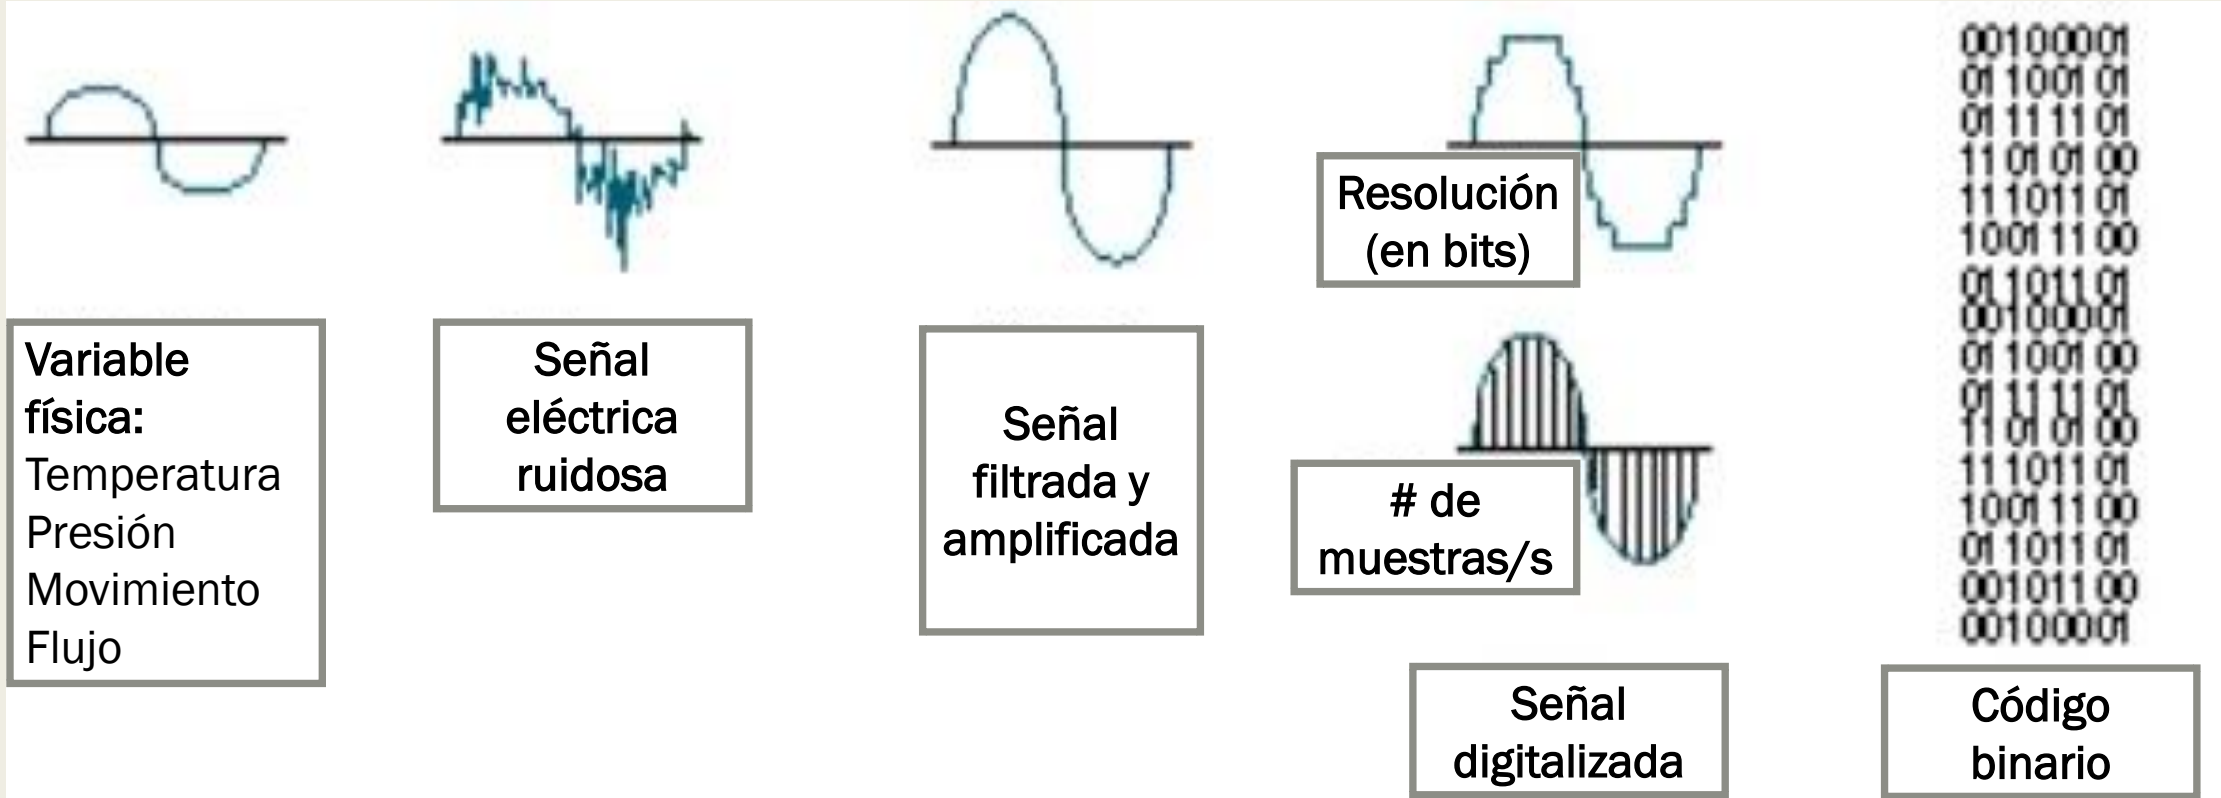 Variable
física:
Temperatura
Presión
Movimiento
Flujo
Señal
eléctrica
ruidosa
Señal
filtrada y
amplificada
Resolución
(en bits)
# de
muestras/s
Señal
digitalizada
00100001
01100101
01111101
11010100
11101101
10011100
01101101
00100001
01100100
01111101
11010100
11101101
10011100
01101101
00101100
00100001
Código
binario